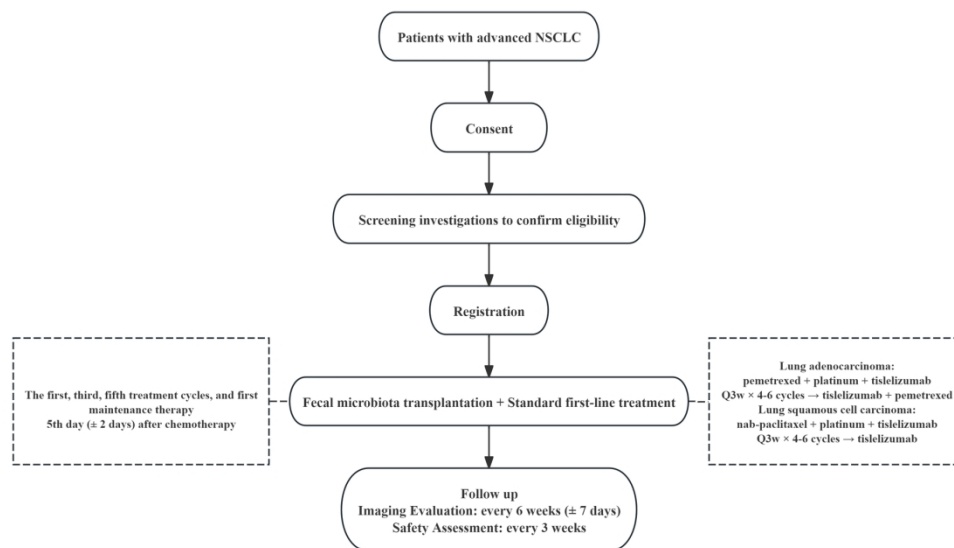 Patients with advanced NSCLC
Consent
Screening investigations to confirm eligibility
Registration
The first, third, fifth treatment cycles, and first
maintenance therapy
5th day (± 2 days) after chemotherapy
Fecal microbiota transplantation + Standard first-line treatment
Lung adenocarcinoma:
pemetrexed + platinum + tislelizumab
Q3w × 4-6 cycles → tislelizumab + pemetrexed
Lung squamous cell carcinoma:
nab-paclitaxel + platinum + tislelizumab
Q3w × 4-6 cycles → tislelizumab
Follow up
Imaging Evaluation: every 6 weeks (± 7 days)
Safety Assessment: every 3 weeks